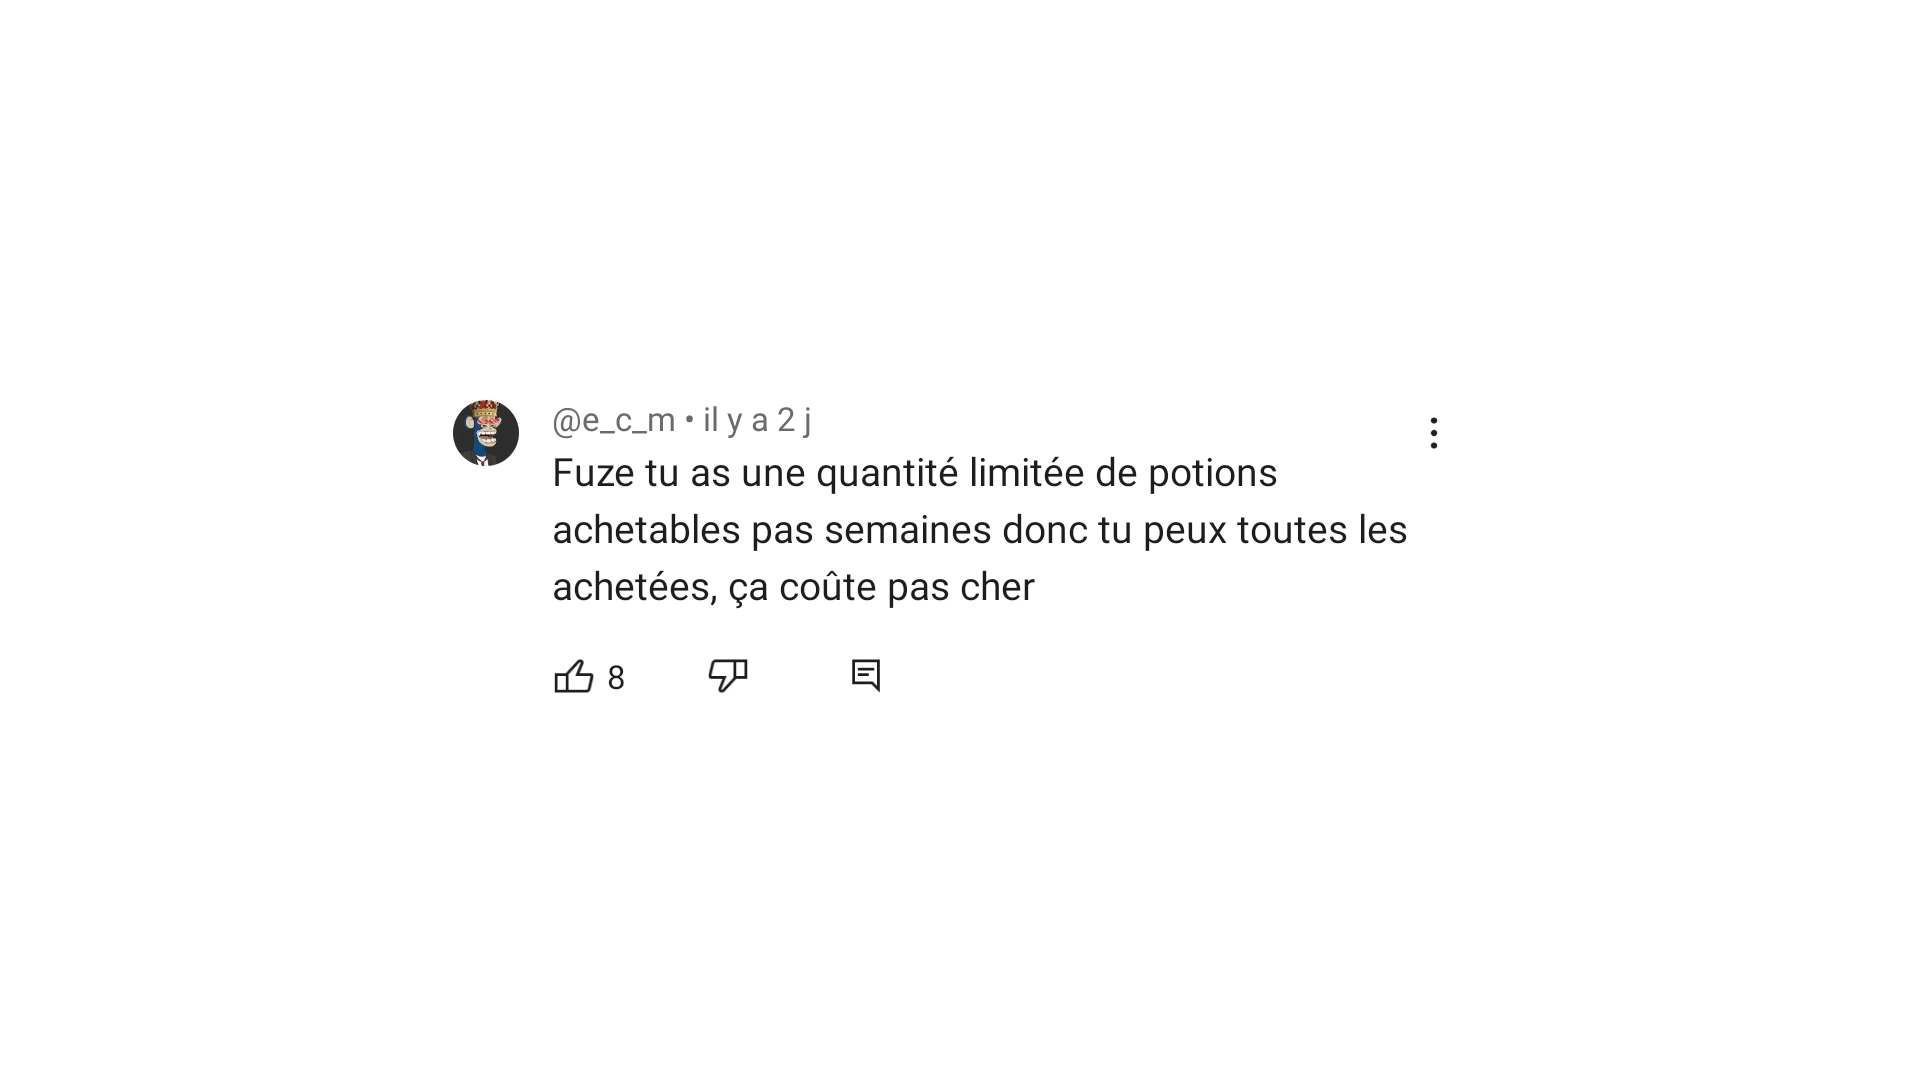 @e_c_m • il y a 2 j
Fuze tu as une quantité limitée de potions
achetables pas semaines donc tu peux toutes les
achetées, ça coûte pas cher
8